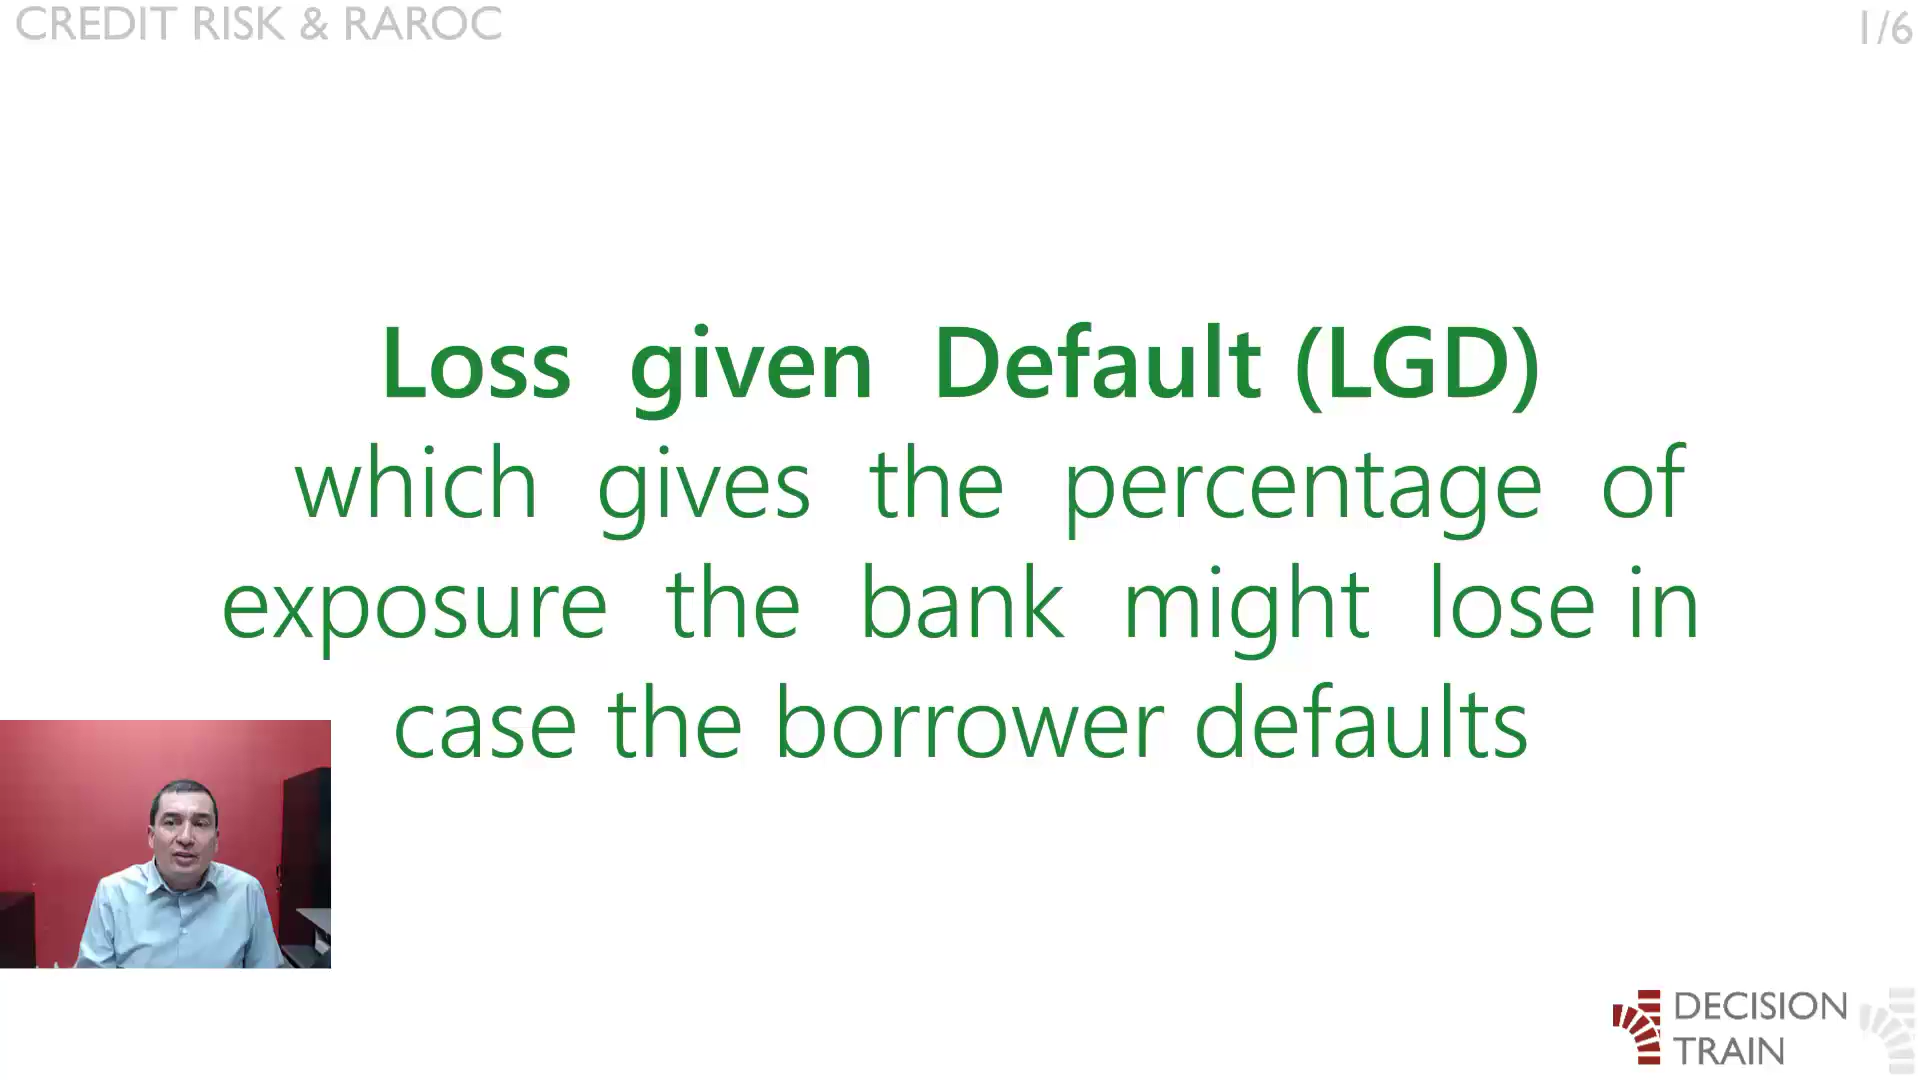 CREDIT RISK & RAROC
1/6
Loss given Default (LGD)
which gives the percentage of
exposure the bank might lose in
case the borrower defaults
DECISION
TRAIN